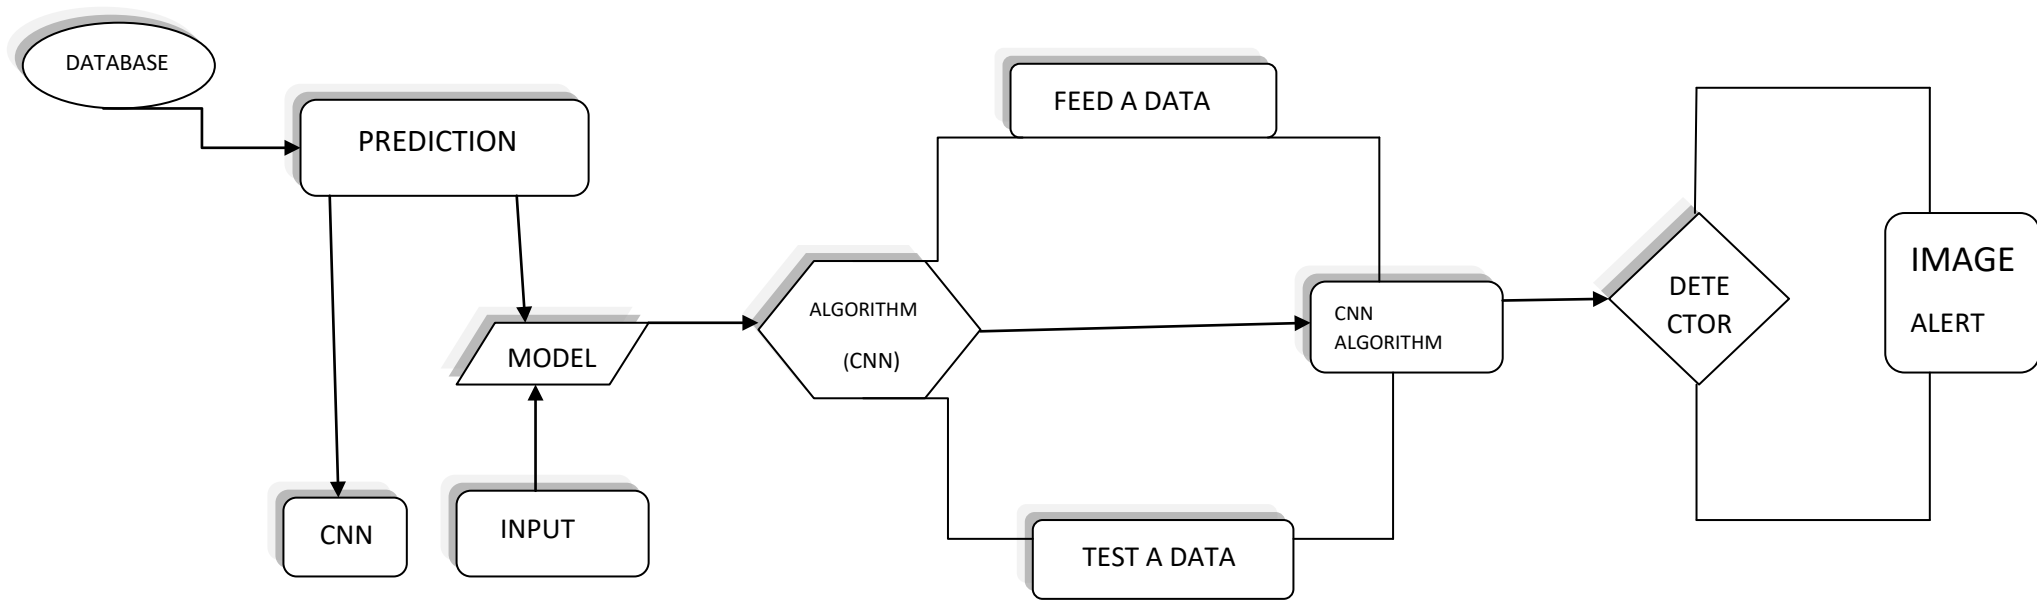 DATABASE
PREDICTION
CNN
MODEL
INPUT
ALGORITHM
(CNN)
FEED A DATA
TEST A DATA
CNN
ALGORITHM
DETE
CTOR
IMAGE
ALERT